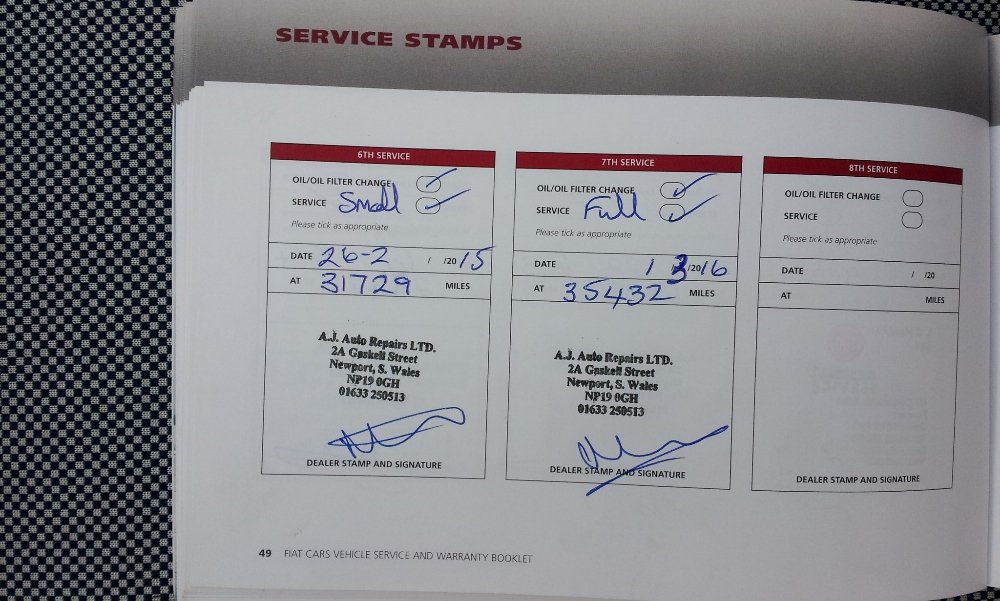 SERVICE STAMPS
6TH SERVICE
OIL/OIL FILTER CHANGE
SERVICE Small
Please tick as appropriate
DATE 26-2 / /20 15
AT 31729 MILES
A.J. Auto Repairs LTD.
2A Gaskell Street
Newport, S. Wales
NP19 0GH
01633 250513
DEALER STAMP AND SIGNATURE
7TH SERVICE
OIL/OIL FILTER CHANGE
SERVICE Full
Please tick as appropriate
DATE 1 / 3 /2016
AT 35432 MILES
A.J. Auto Repairs LTD.
2A Gaskell Street
Newport, S. Wales
NP19 0GH
01633 250513
DEALER STAMP AND SIGNATURE
8TH SERVICE
OIL/OIL FILTER CHANGE
SERVICE
Please tick as appropriate
DATE / /20
AT MILES
DEALER STAMP AND SIGNATURE
49 FIAT CARS VEHICLE SERVICE AND WARRANTY BOOKLET